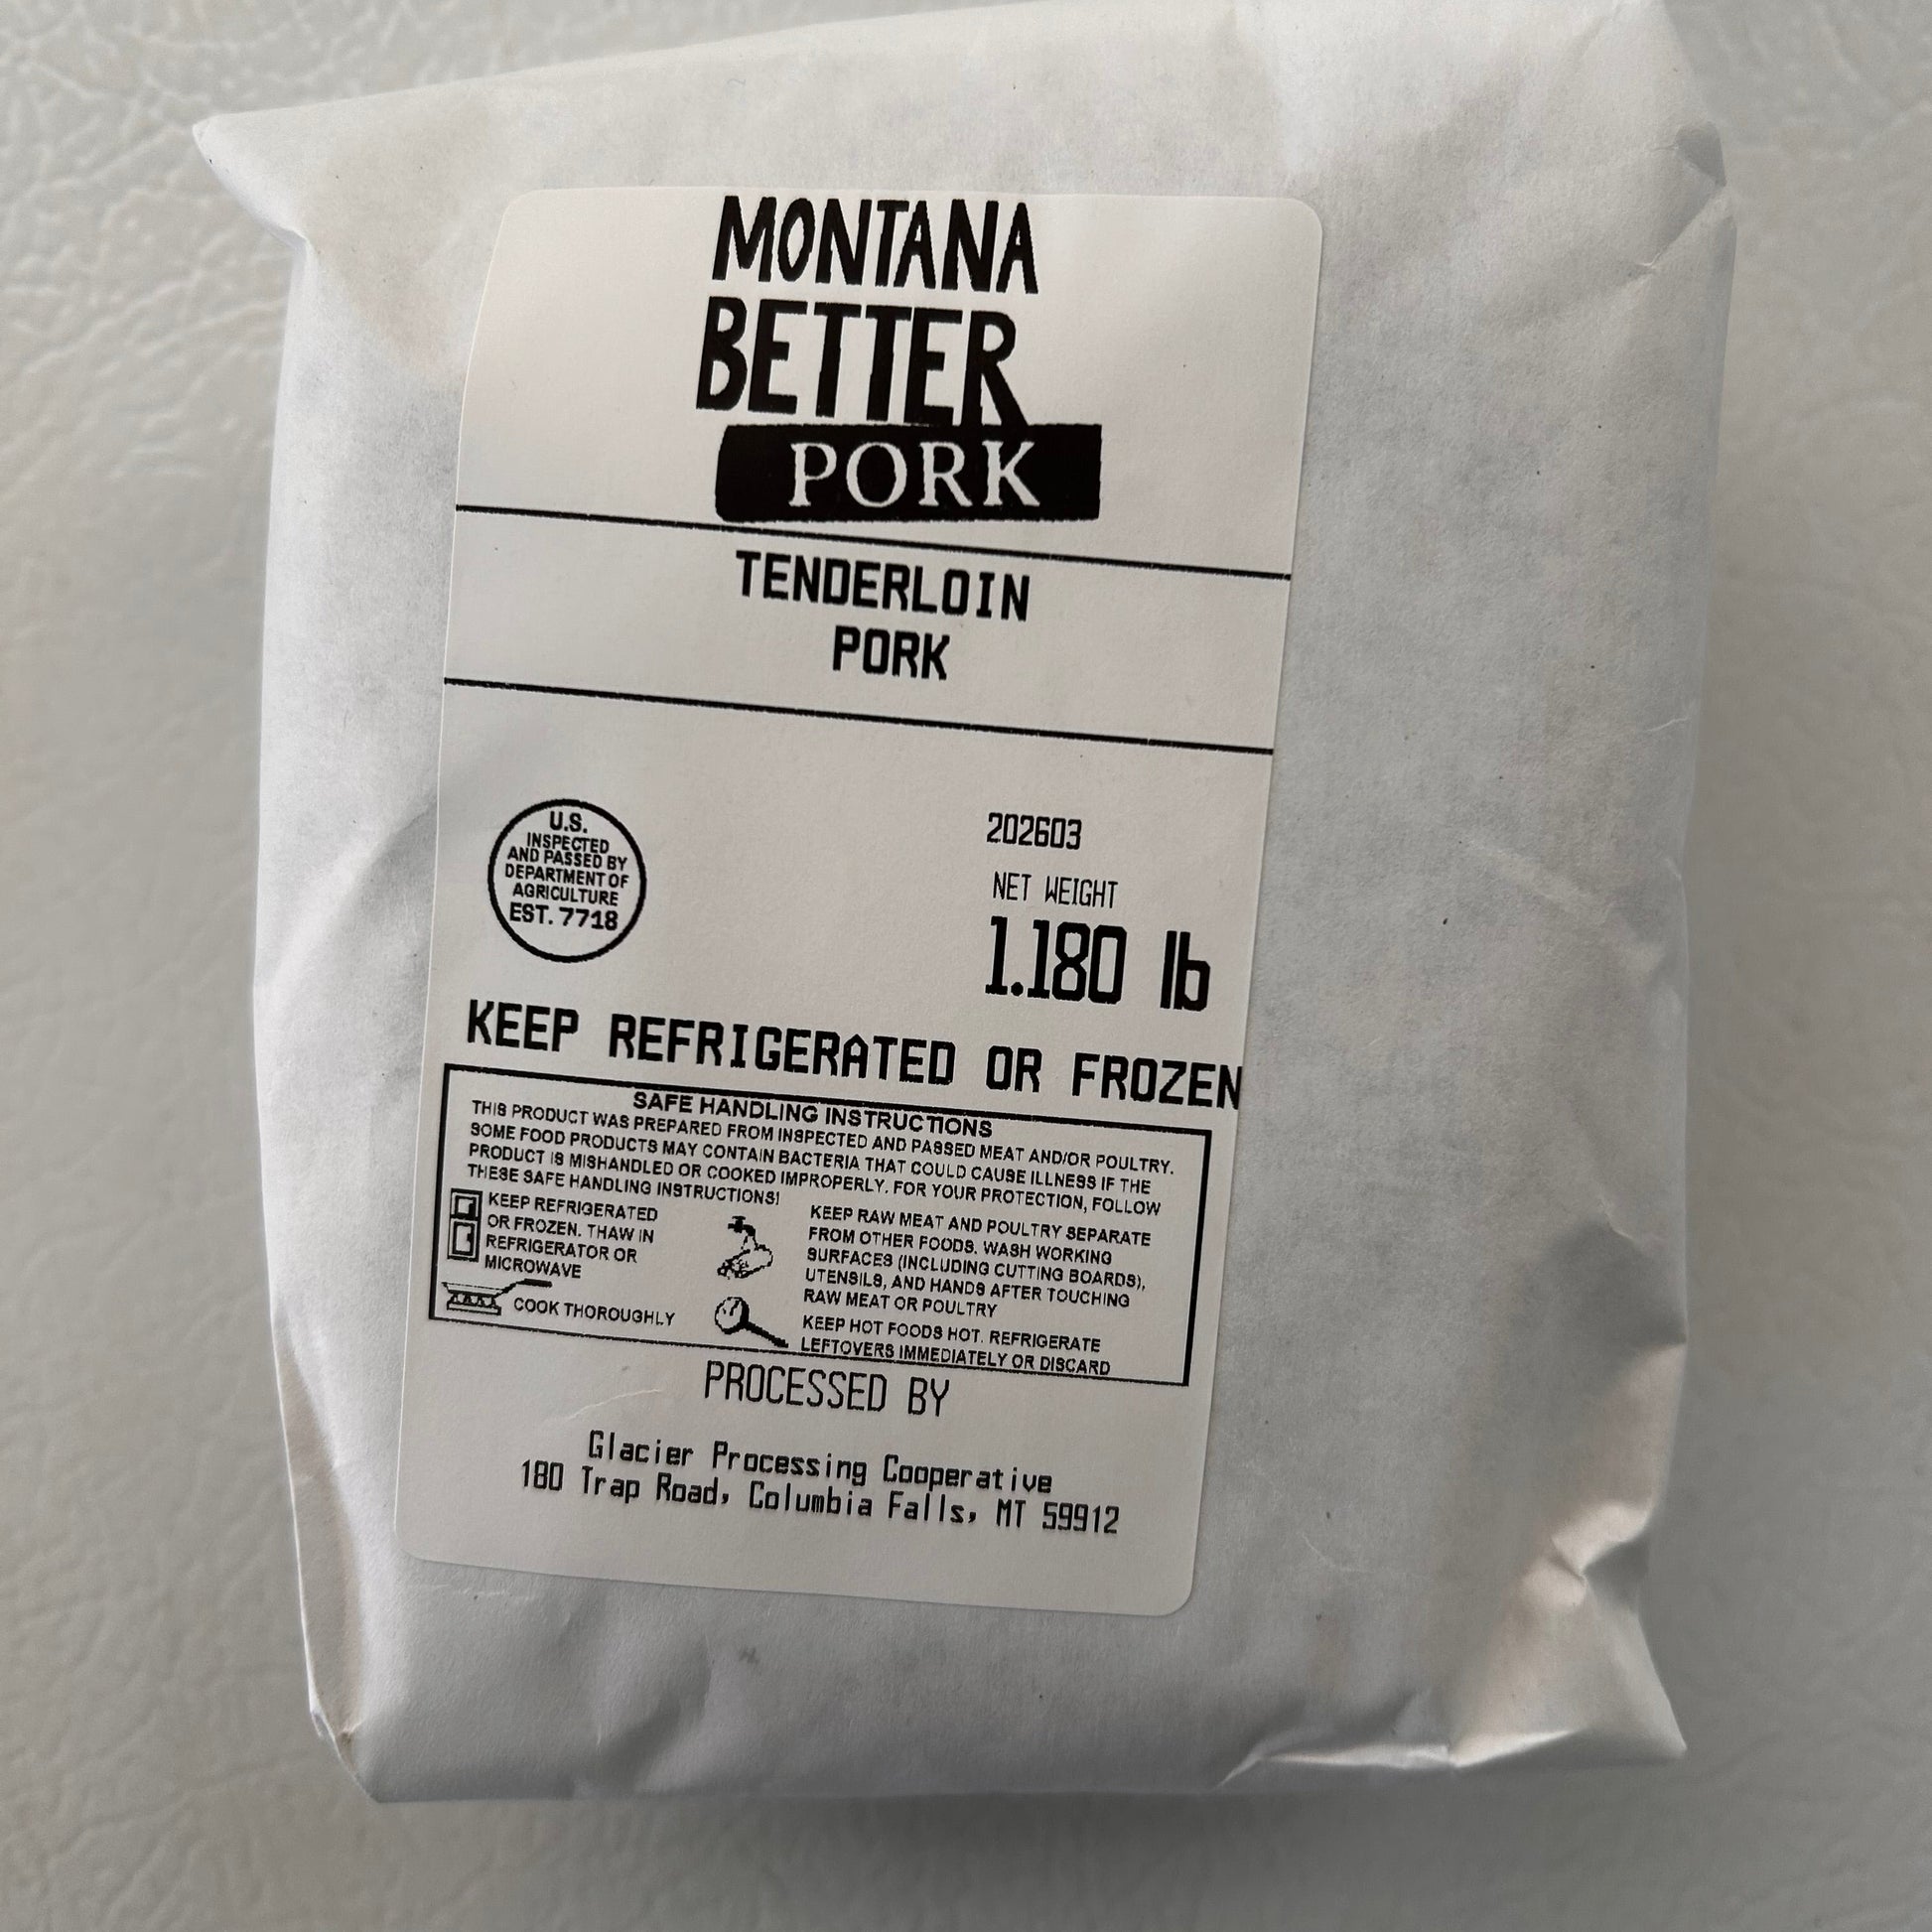 MONTANA
BETTER
PORK
TENDERLOIN
PORK
U.S.
INSPECTED
AND PASSED BY
DEPARTMENT OF
AGRICULTURE
EST. 7718
202603
NET WEIGHT
1.180 lb
KEEP REFRIGERATED OR FROZEN
SAFE HANDLING INSTRUCTIONS
THIS PRODUCT WAS PREPARED FROM INSPECTED AND PASSED MEAT AND/OR POULTRY.
SOME FOOD PRODUCTS MAY CONTAIN BACTERIA THAT COULD CAUSE ILLNESS IF THE
PRODUCT IS MISHANDLED OR COOKED IMPROPERLY. FOR YOUR PROTECTION, FOLLOW
THESE SAFE HANDLING INSTRUCTIONS!
KEEP REFRIGERATED
OR FROZEN. THAW IN
REFRIGERATOR OR
MICROWAVE
COOK THOROUGHLY
KEEP RAW MEAT AND POULTRY SEPARATE
FROM OTHER FOODS. WASH WORKING
SURFACES (INCLUDING CUTTING BOARDS),
UTENSILS, AND HANDS AFTER TOUCHING
RAW MEAT OR POULTRY
KEEP HOT FOODS HOT. REFRIGERATE
LEFTOVERS IMMEDIATELY OR DISCARD
PROCESSED BY
Glacier Processing Cooperative
180 Trap Road, Columbia Falls, MT 59912